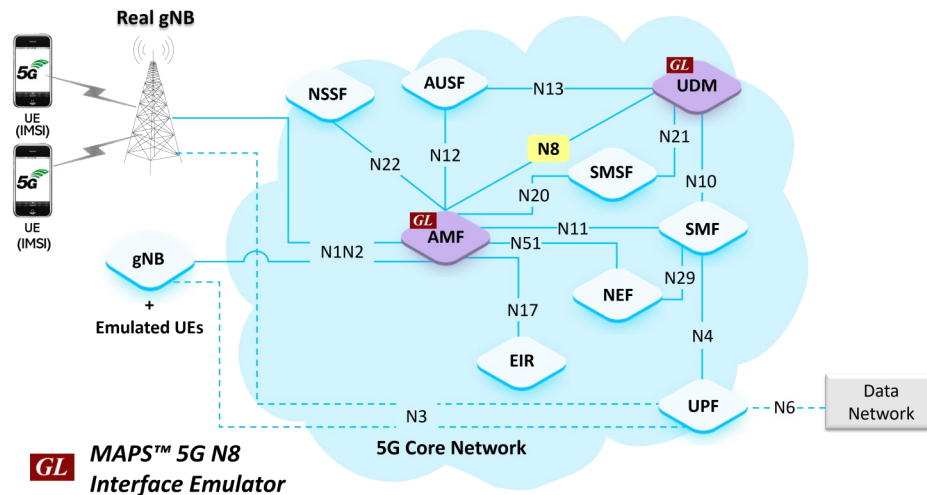 Real gNB
5G
UE
(IMSI)
5G
UE
(IMSI)
NSSF
AUSF
N13
GL
UDM
N22
N12
N8
N21
SMSF
N20
N10
GL
AMF
N11
SMF
N51
N1N2
gNB
+
Emulated UEs
NEF
N29
N17
EIR
N4
N3
UPF
N6
Data
Network
5G Core Network
GL
MAPS™ 5G N8
Interface Emulator